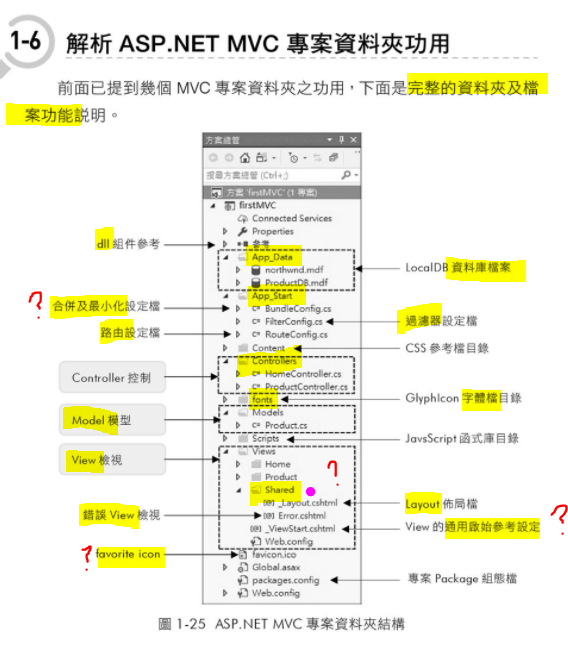 1-6 解析 ASP.NET MVC 專案資料夾功用
前面已提到幾個 MVC 專案資料夾之功用，下面是完整的資料夾及檔
案功能說明。
方案總管
搜尋方案總管 (Ctrl+;)
方案 'firstMVC' (1 專案)
firstMVC
Connected Services
Properties
dll 組件參考
參考
App_Data
northwnd.mdf
LocalDB 資料庫檔案
ProductDB.mdf
App_Start
? 合併及最小化設定檔
C# BundleConfig.cs
C# FilterConfig.cs
過濾器設定檔
路由設定檔
C# RouteConfig.cs
Content
CSS 參考檔目錄
Controllers
Controller 控制
C# HomeController.cs
C# ProductController.cs
fonts
GlyphIcon 字體檔目錄
Model 模型
Models
C# Product.cs
Scripts
JavsScript 函式庫目錄
View 檢視
Views
Home
Product
?
Shared
_Layout.cshtml
Layout 佈局檔
錯誤 View 檢視
Error.cshtml
_ViewStart.cshtml
View 的通用啟始參考設定 ?
Web.config
? favorite icon
favicon.ico
Global.asax
packages.config
專案 Package 組態檔
Web.config
圖 1-25 ASP.NET MVC 專案資料夾結構